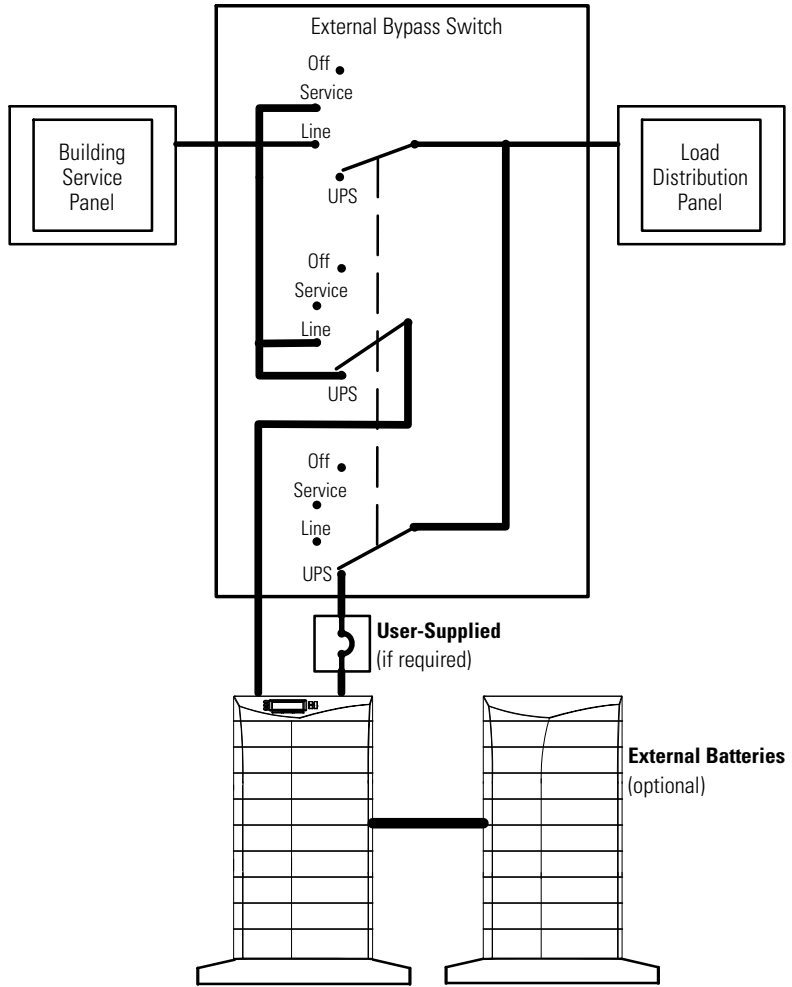 External Bypass Switch
Off
Service
Line
UPS
Building
Service
Panel
Load
Distribution
Panel
Off
Service
Line
UPS
Off
Service
Line
UPS
User-Supplied
(if required)
External Batteries
(optional)